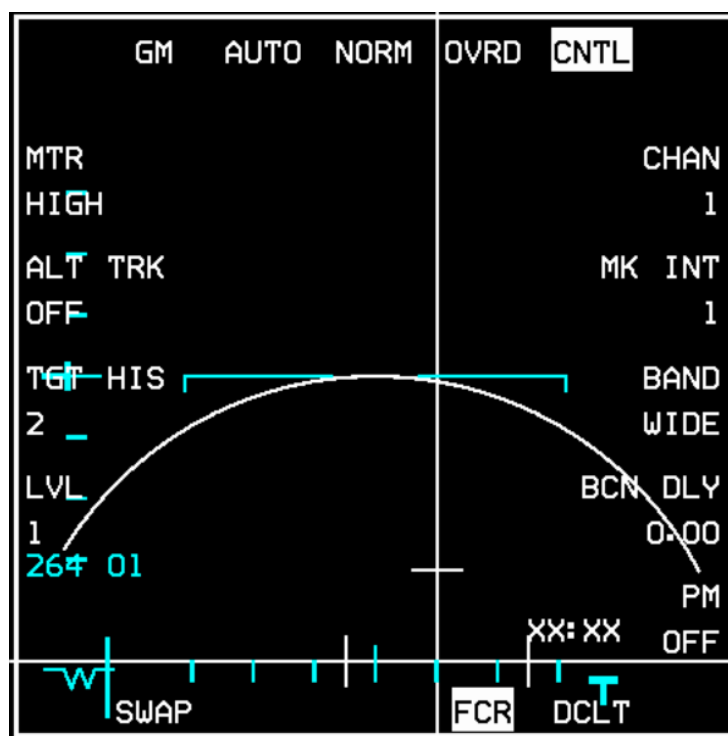 GM AUTO NORM OVRD CNTL
MTR CHAN
HIGH 1
ALT TRK MK INT
OFF 1
TGT HIS BAND
2 WIDE
LVL BCN DLY
1 0.00
264 01
PM
XX:XX OFF
SWAP FCR DCLT